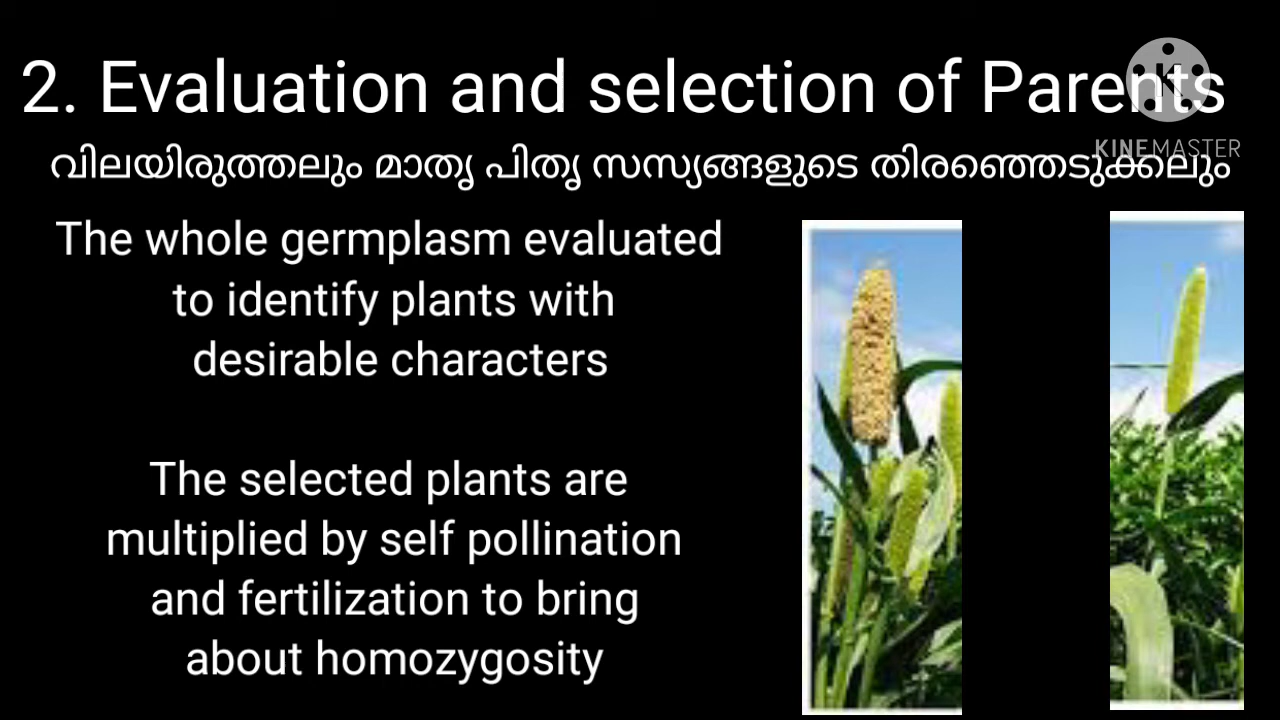 2. Evaluation and selection of Parents
KINEMASTER
വിലയിരുത്തലും മാതൃ പിതൃ സസ്യങ്ങളുടെ തിരഞ്ഞെടുക്കലും
The whole germplasm evaluated
to identify plants with
desirable characters
The selected plants are
multiplied by self pollination
and fertilization to bring
about homozygosity